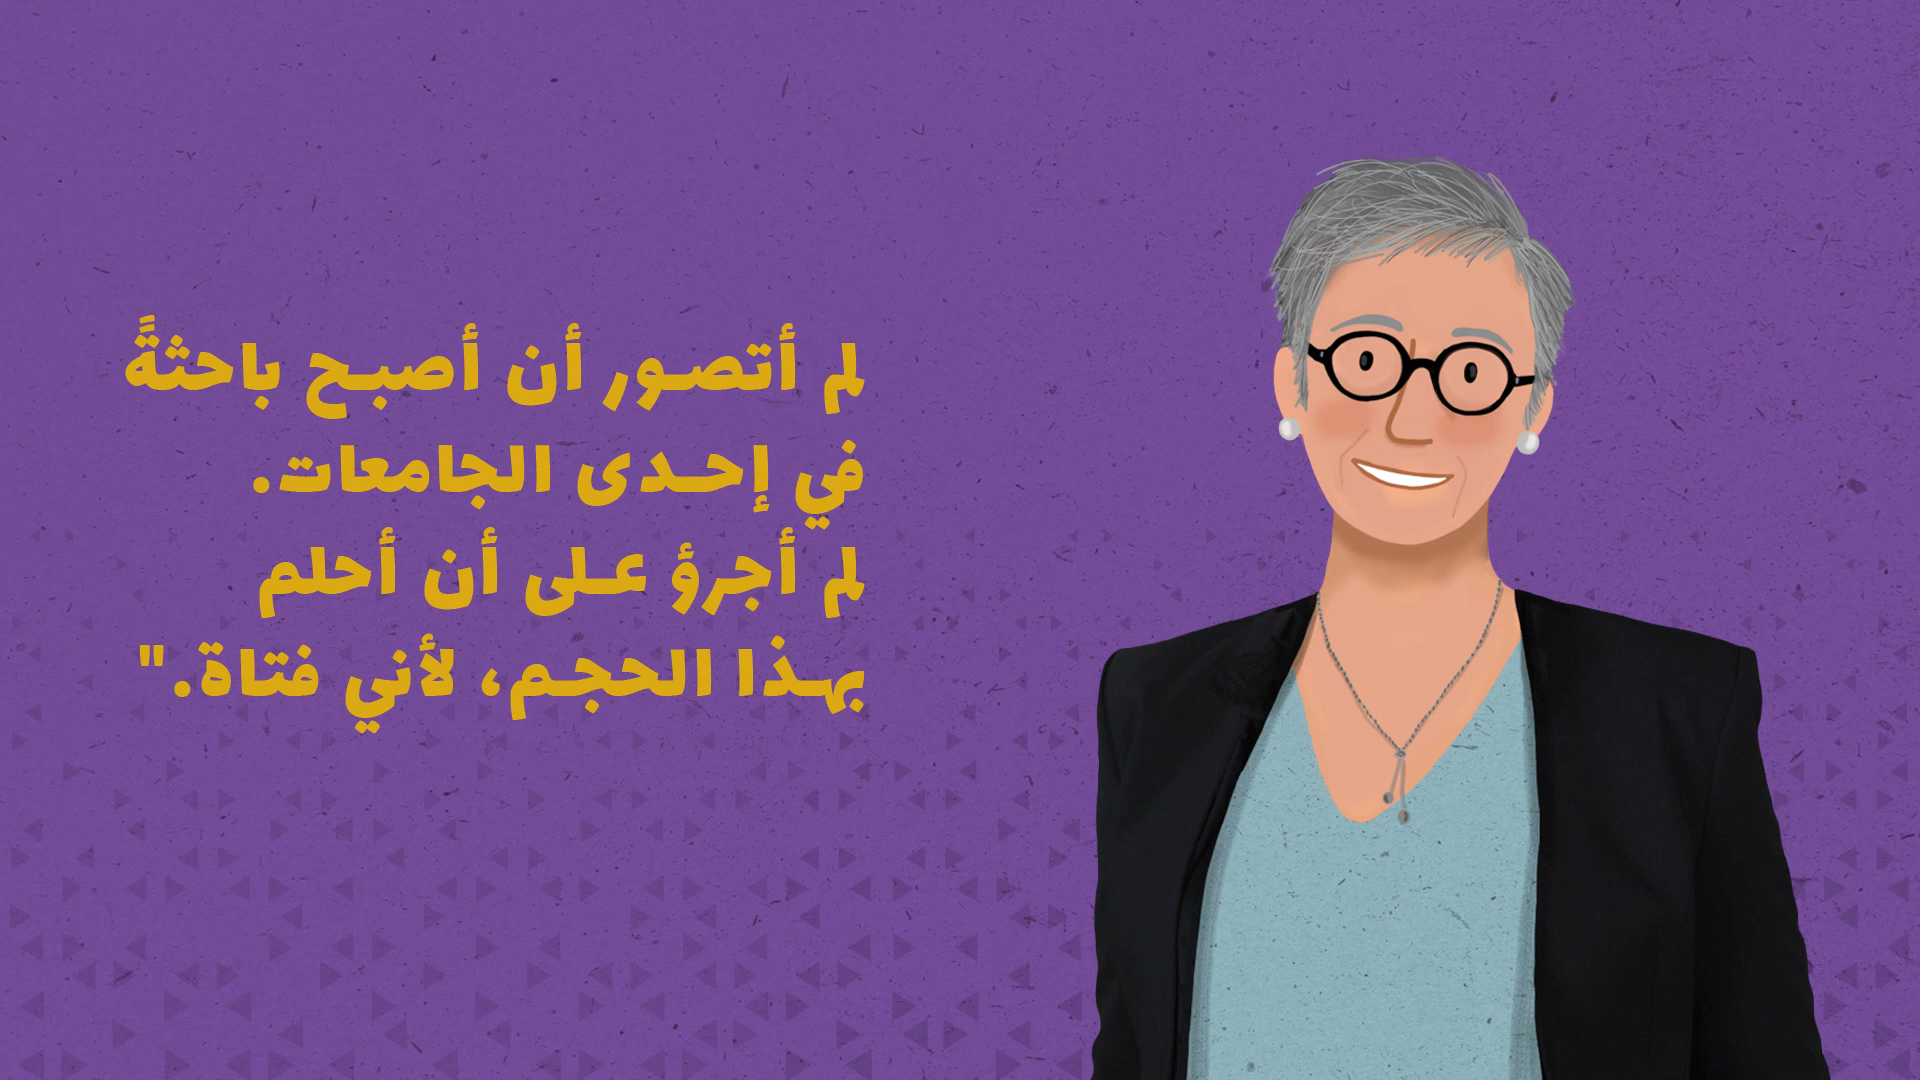 لم أتصور أن أصبح باحثةً
في إحدى الجامعات.
لم أجرؤ على أن أحلم
بهذا الحجم، لأني فتاة."